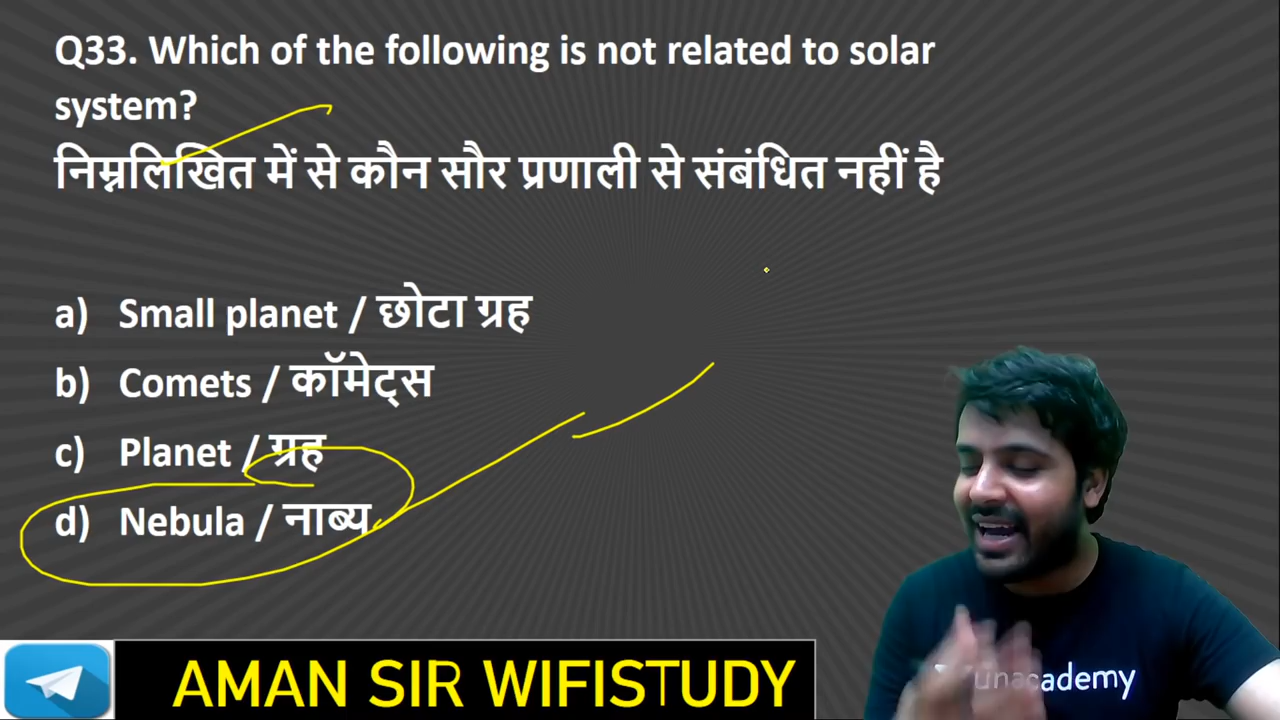 Q33. Which of the following is not related to solar
system?
निम्नलिखित में से कौन सौर प्रणाली से संबंधित नहीं है
a) Small planet / छोटा ग्रह
b) Comets / कॉमेट्स
c) Planet / ग्रह
d) Nebula / नाब्य
unacademy
AMAN SIR WIFISTUDY